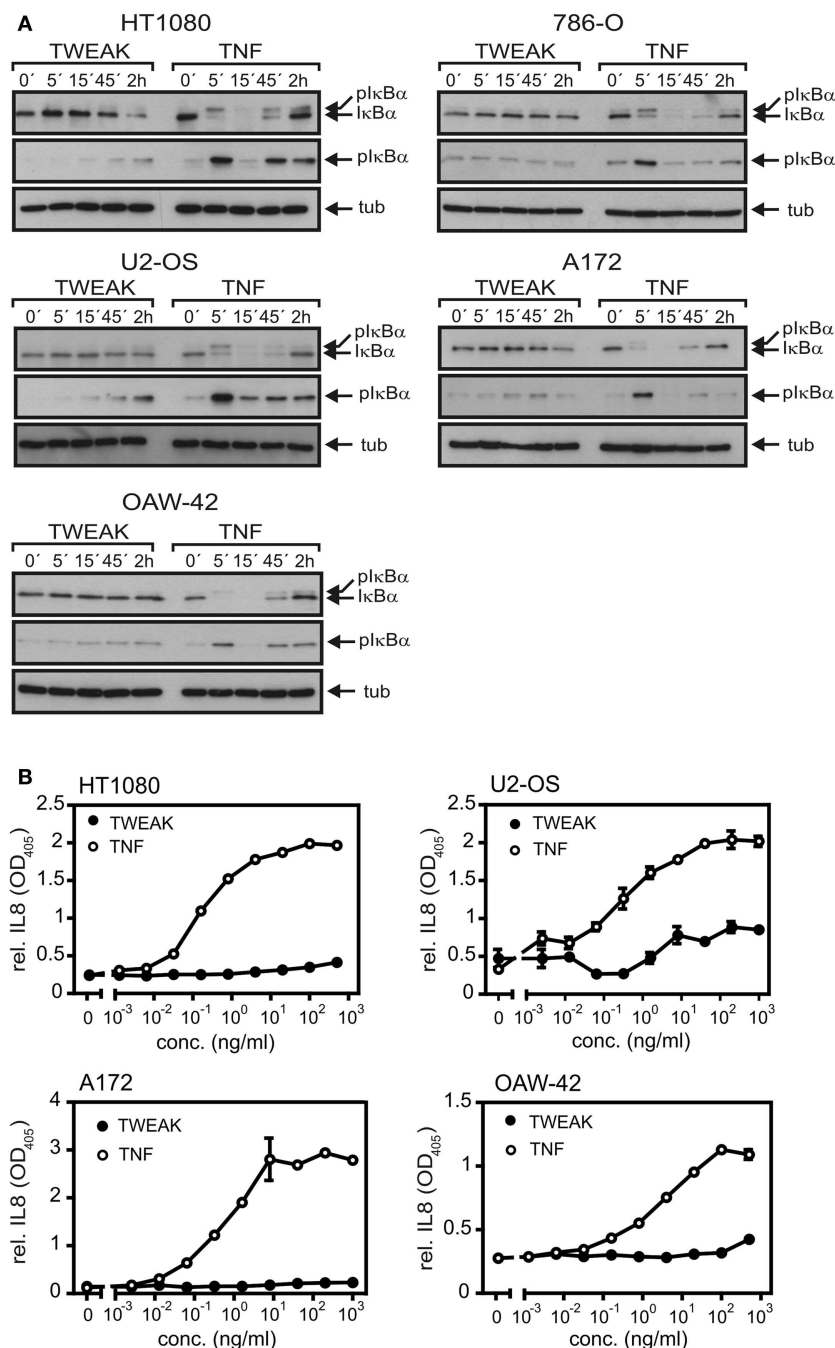 A
HT1080
TWEAK TNF
0´ 5´ 15´ 45´ 2h 0´ 5´ 15´ 45´ 2h
pIκBα
IκBα
pIκBα
tub
786-O
TWEAK TNF
0´ 5´ 15´ 45´ 2h 0´ 5´ 15´ 45´ 2h
pIκBα
IκBα
pIκBα
tub
U2-OS
TWEAK TNF
0´ 5´ 15´ 45´ 2h 0´ 5´ 15´ 45´ 2h
pIκBα
IκBα
pIκBα
tub
A172
TWEAK TNF
0´ 5´ 15´ 45´ 2h 0´ 5´ 15´ 45´ 2h
pIκBα
IκBα
pIκBα
tub
OAW-42
TWEAK TNF
0´ 5´ 15´ 45´ 2h 0´ 5´ 15´ 45´ 2h
pIκBα
IκBα
pIκBα
tub
B
HT1080
rel. IL8 (OD₄₀₅)
2.5
2
1.5
1
0.5
0
TWEAK
TNF
0 10⁻³ 10⁻² 10⁻¹ 10⁰ 10¹ 10² 10³
conc. (ng/ml)
U2-OS
rel. IL8 (OD₄₀₅)
2.5
2
1.5
1
0.5
0
TWEAK
TNF
0 10⁻³ 10⁻² 10⁻¹ 10⁰ 10¹ 10² 10³
conc. (ng/ml)
A172
rel. IL8 (OD₄₀₅)
4
3
2
1
0
TWEAK
TNF
0 10⁻³ 10⁻² 10⁻¹ 10⁰ 10¹ 10² 10³
conc. (ng/ml)
OAW-42
rel. IL8 (OD₄₀₅)
1.5
1
0.5
0
TWEAK
TNF
0 10⁻³ 10⁻² 10⁻¹ 10⁰ 10¹ 10² 10³
conc. (ng/ml)